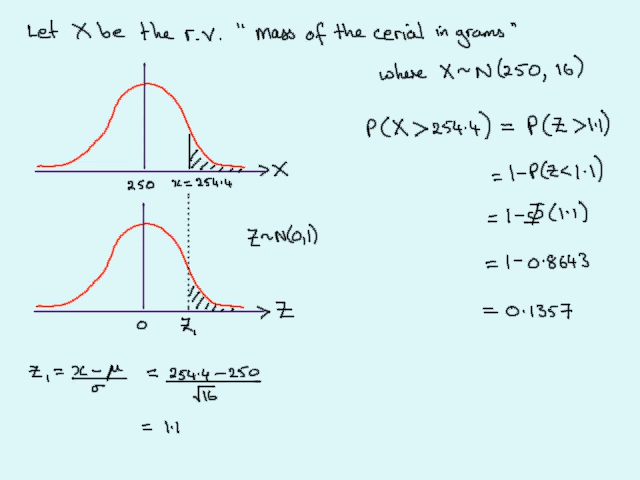 Let X be the r.v. " mass of the cerial in grams"
where X~N(250, 16)
P(X>254.4) = P(Z>1.1)
= 1-P(Z<1.1)
= 1-Φ(1.1)
= 1-0.8643
= 0.1357
X
250 x=254.4
Z~N(0,1)
Z
0 Z₁
Z₁ = x-μ/σ = 254.4-250/√16
= 1.1